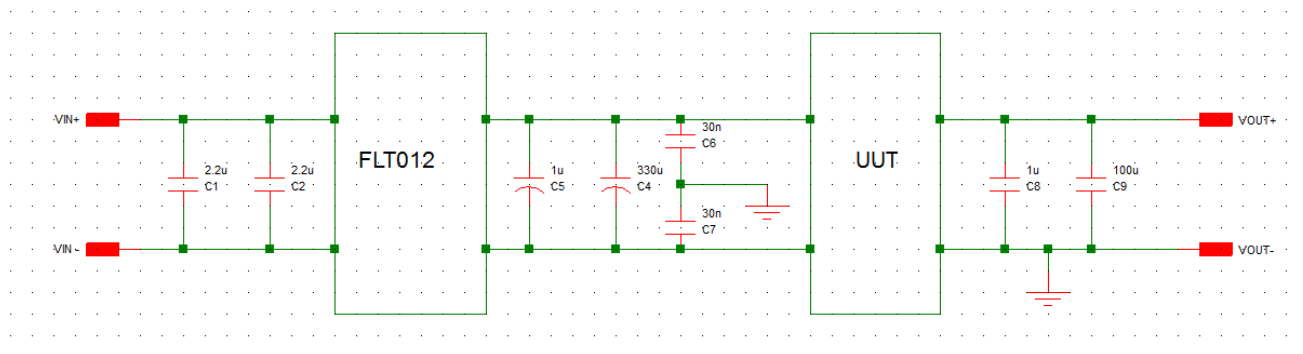 VIN+
VIN -
2.2u
C1
2.2u
C2
FLT012
1u
C5
330u
C4
30n
C6
30n
C7
UUT
1u
C8
100u
C9
VOUT+
VOUT-